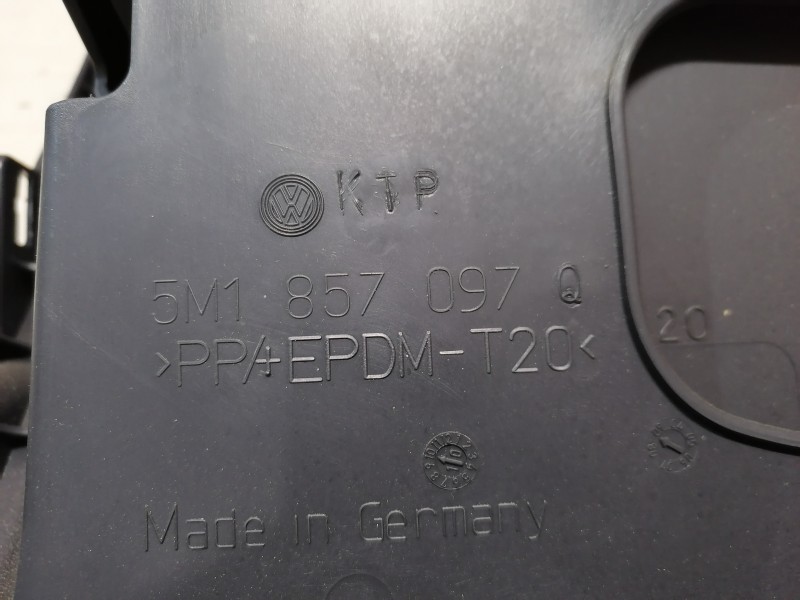 KTP
5M1 857 097 Q
>PP/+EPDM-T20<
20
Made in Germany